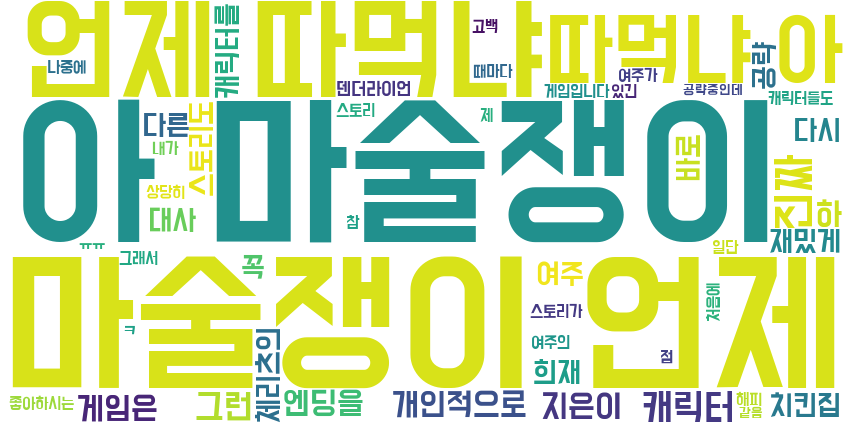 언제 따먹냐 따먹냐 아
캐릭터를
고백
공략
나중에
때마다
여주가
덴더라이언
게임입니다
있긴
공략중인데
캐릭터들도
아 마술쟁이
다른
스토리도
스토리
제
내가
바로
다시
상당히
대사
참
진짜
하
ㅠㅠ
그래서
꼭
일단
재밌게
마술쟁이 언제
여주
ㅋ
체리츠의
스토리가
처음에
여주의
희재
점
좋아하시는
게임은
그런
엔딩을
개인적으로
지은이
캐릭터
해피
같음
치킨집